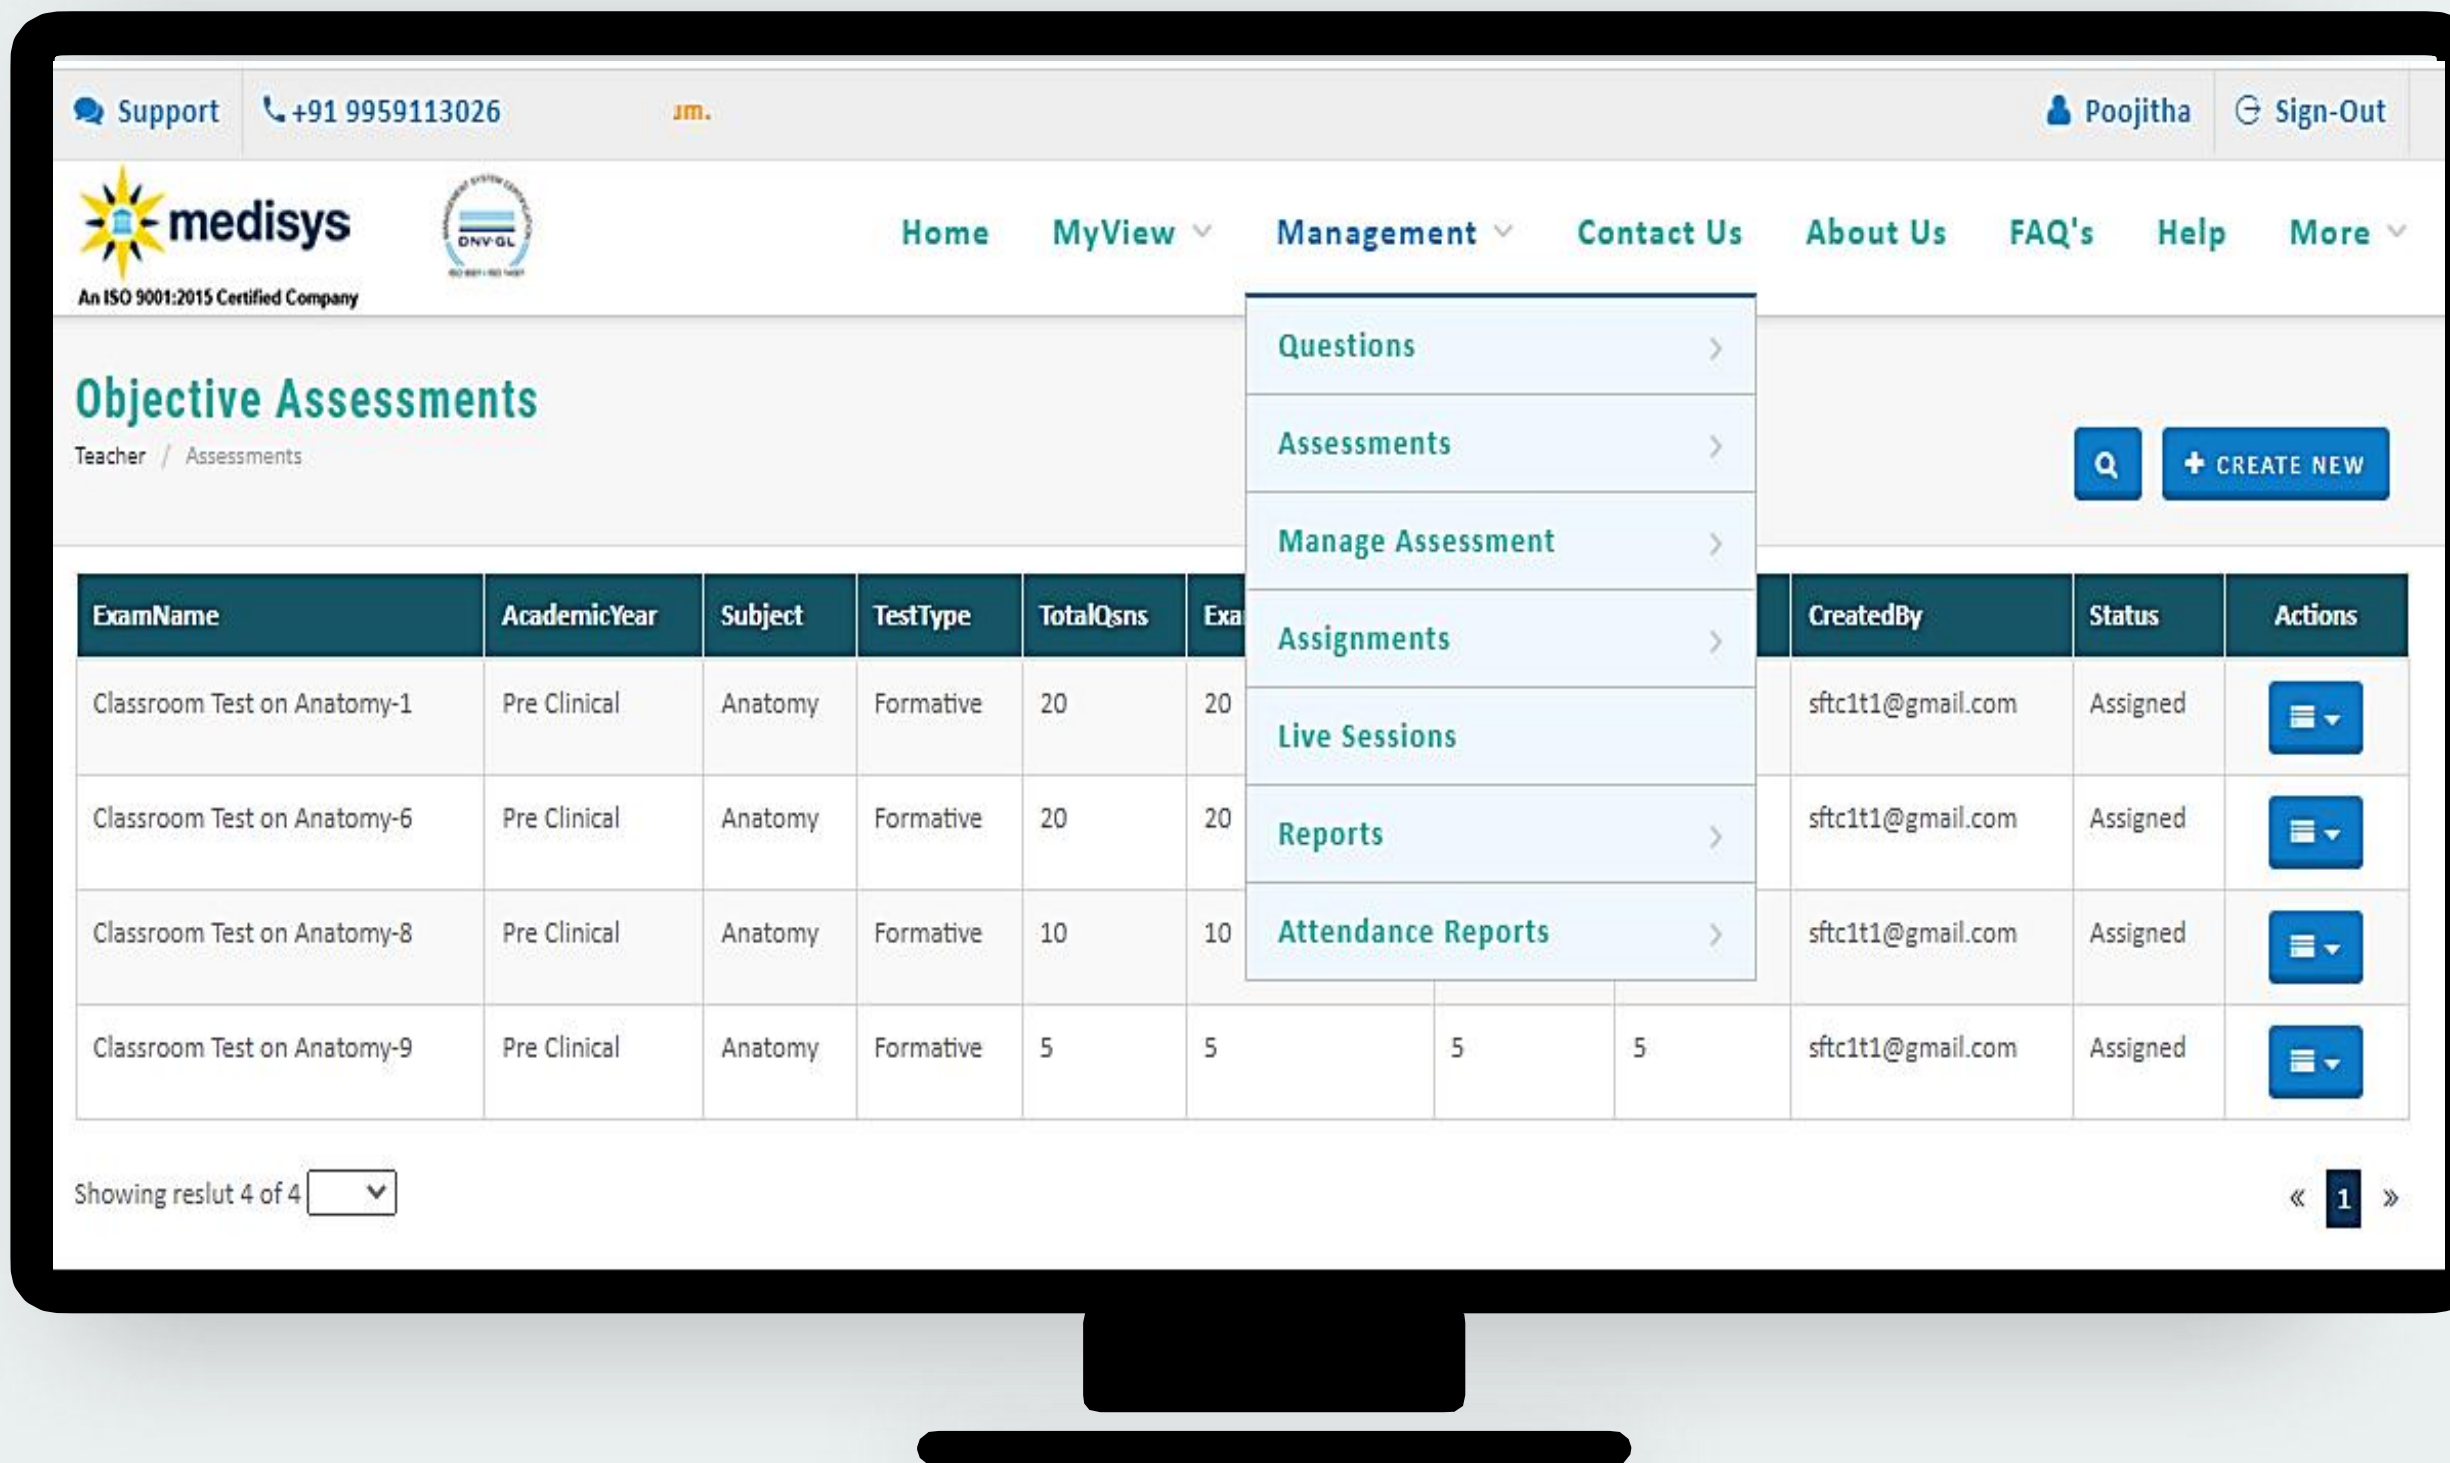 Support +91 9959113026 um. Poojitha Sign-Out
medisys
DNV·GL
An ISO 9001:2015 Certified Company
Home MyView Management Contact Us About Us FAQ's Help More
Questions
Assessments
Manage Assessment
Assignments
Live Sessions
Reports
Attendance Reports
Objective Assessments
Teacher / Assessments
CREATE NEW
ExamName AcademicYear Subject TestType TotalQsns Exa CreatedBy Status Actions
Classroom Test on Anatomy-1 Pre Clinical Anatomy Formative 20 20 sftc1t1@gmail.com Assigned
Classroom Test on Anatomy-6 Pre Clinical Anatomy Formative 20 20 sftc1t1@gmail.com Assigned
Classroom Test on Anatomy-8 Pre Clinical Anatomy Formative 10 10 sftc1t1@gmail.com Assigned
Classroom Test on Anatomy-9 Pre Clinical Anatomy Formative 5 5 5 5 sftc1t1@gmail.com Assigned
Showing reslut 4 of 4
« 1 »